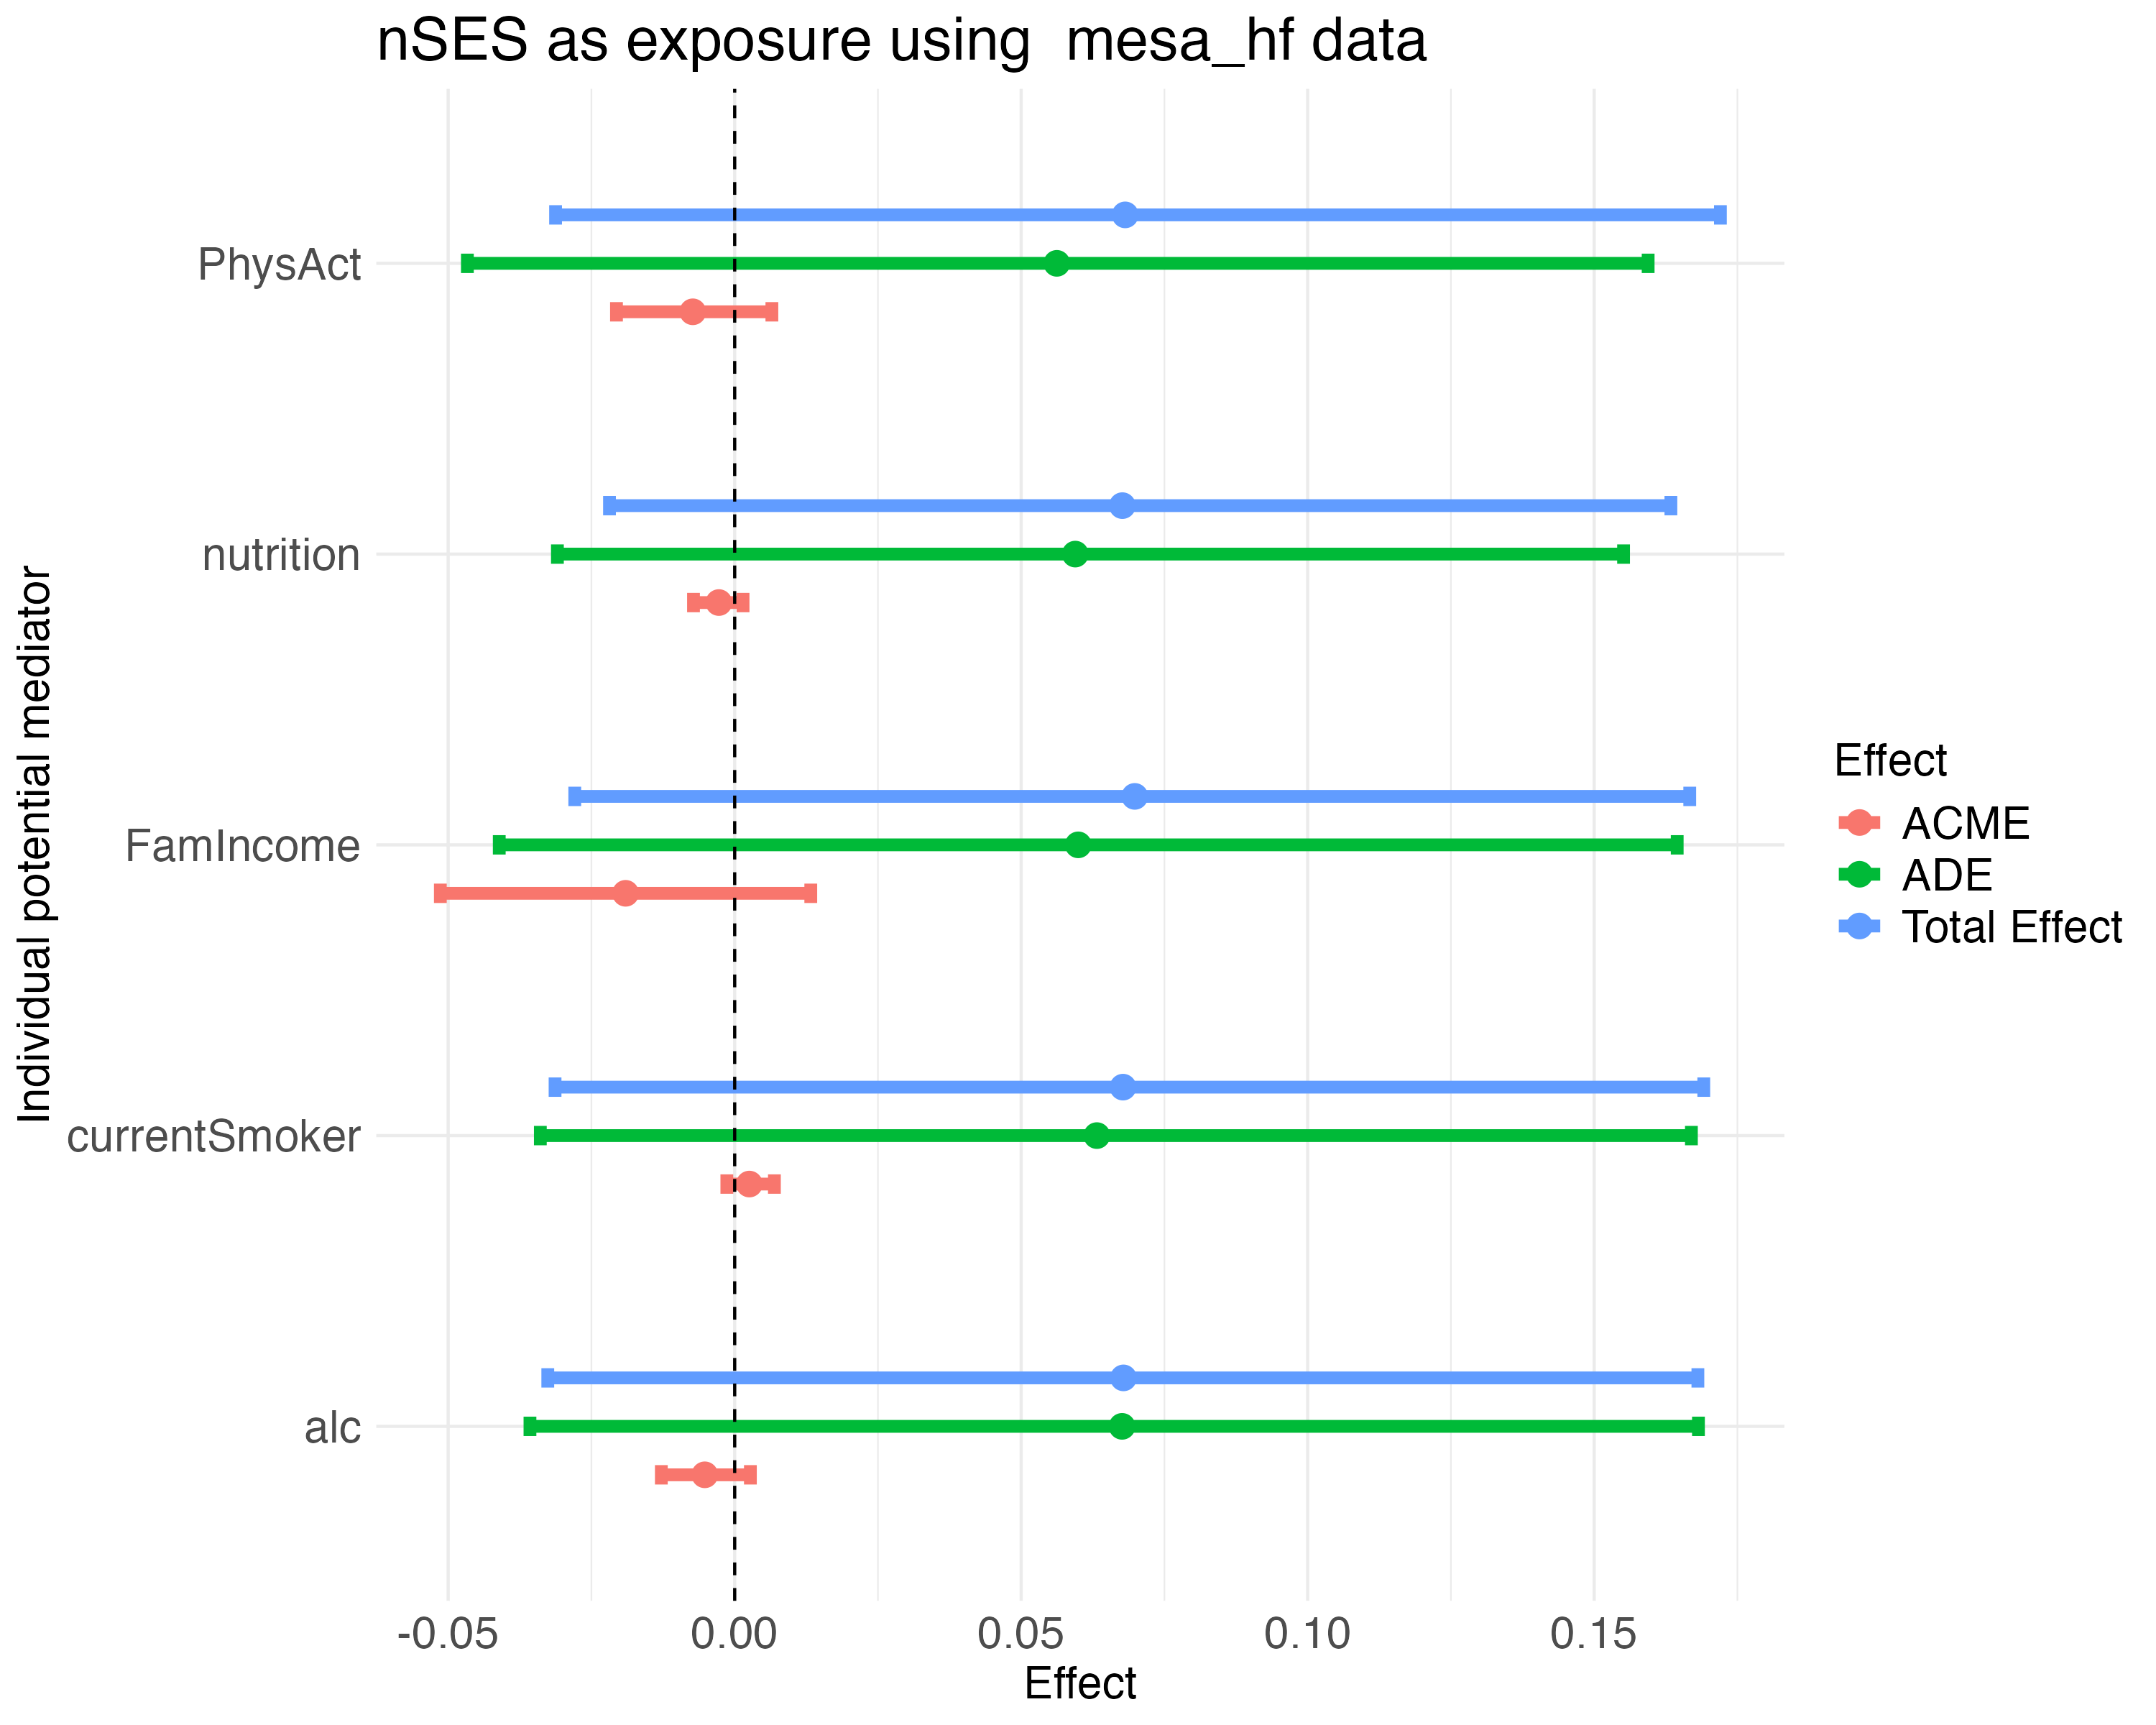 nSES as exposure using  mesa_hf data
Individual potential mediator
PhysAct
nutrition
FamIncome
currentSmoker
alc
-0.05
0.00
0.05
0.10
0.15
Effect
Effect
ACME
ADE
Total Effect